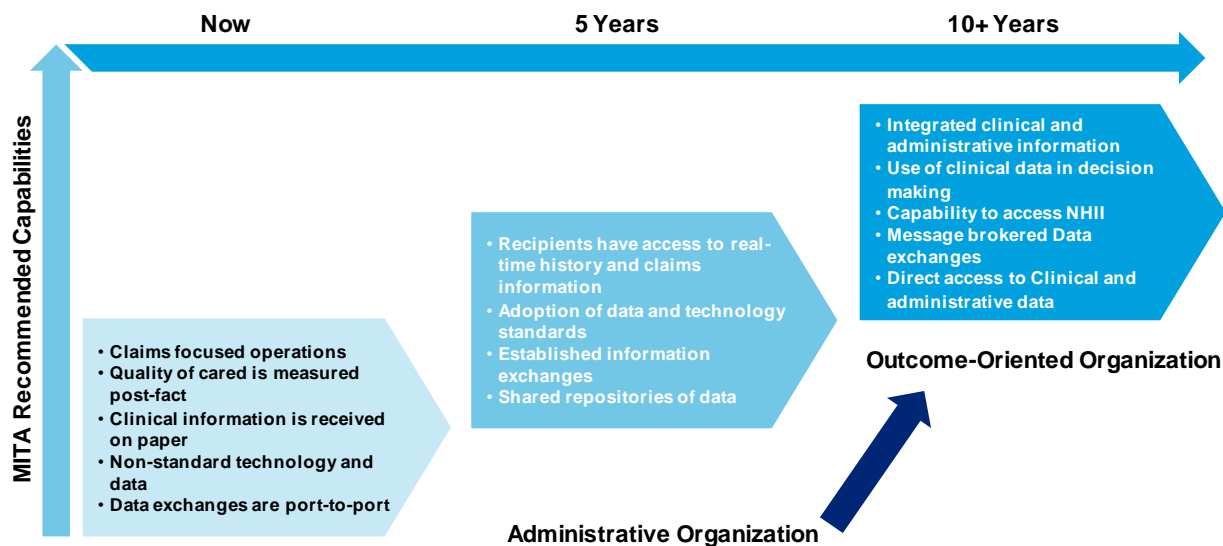 Now
5 Years
10+ Years
MITA Recommended Capabilities
• Claims focused operations
• Quality of cared is measured
post-fact
• Clinical information is received
on paper
• Non-standard technology and
data
• Data exchanges are port-to-port
• Recipients have access to real-
time history and claims
information
• Adoption of data and technology
standards
• Established information
exchanges
• Shared repositories of data
• Integrated clinical and
administrative information
• Use of clinical data in decision
making
• Capability to access NHII
• Message brokered Data
exchanges
• Direct access to Clinical and
administrative data
Outcome-Oriented Organization
Administrative Organization